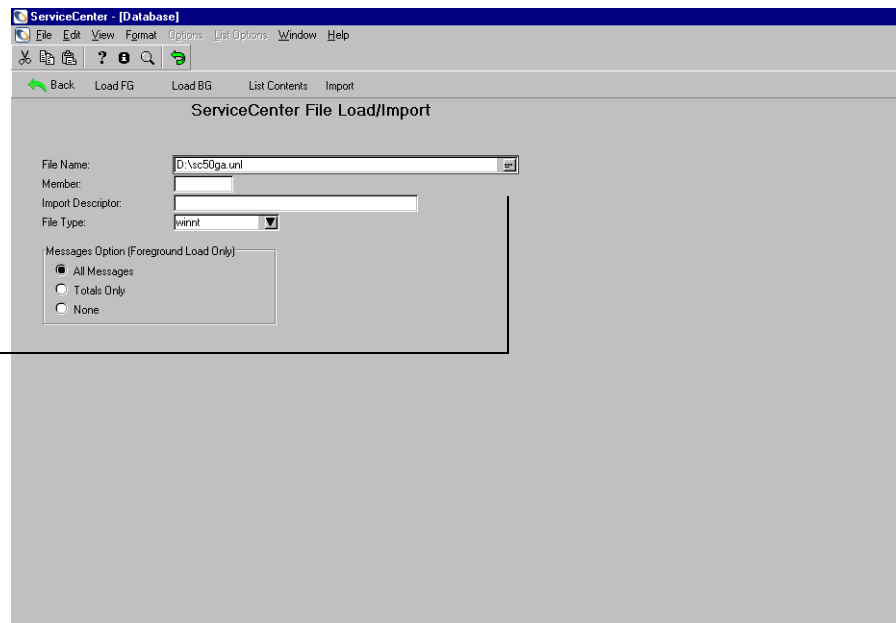 ServiceCenter - [Database]
File Edit View Format Options List Options Window Help
Back Load FG Load BG List Contents Import
ServiceCenter File Load/Import
File Name: D:\sc50ga.unl
Member:
Import Descriptor:
File Type: winnt
Messages Option (Foreground Load Only)
All Messages
Totals Only
None